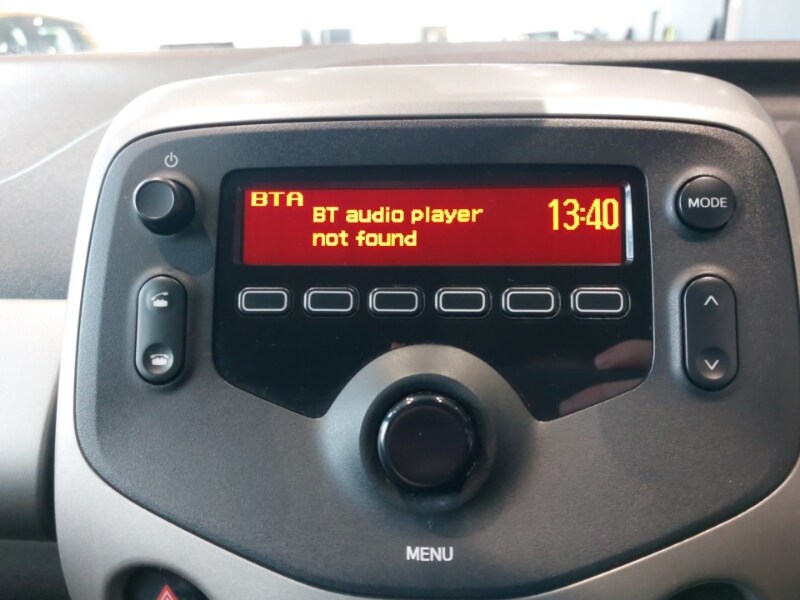 BTA
BT audio player
not found
13:40
MODE
MENU